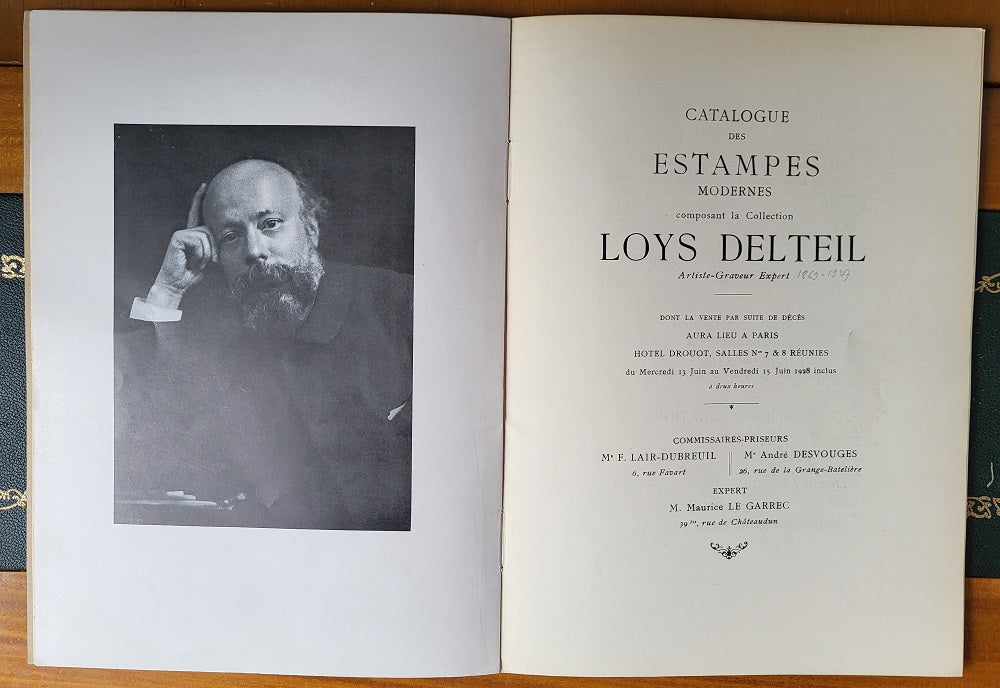 CATALOGUE
DES
ESTAMPES
MODERNES
composant la Collection
LOYS DELTEIL
Artiste-Graveur Expert 1869-1927
DONT LA VENTE PAR SUITE DE DÉCÈS
AURA LIEU A PARIS
HOTEL DROUOT, SALLES Nos 7 & 8 RÉUNIES
du Mercredi 13 Juin au Vendredi 15 Juin 1928 inclus
à deux heures
COMMISSAIRES-PRISEURS
Me F. LAIR-DUBREUIL
6, rue Favart
Me André DESVOUGES
26, rue de la Grange-Batelière
EXPERT
M. Maurice LE GARREC
39 bis, rue de Châteaudun